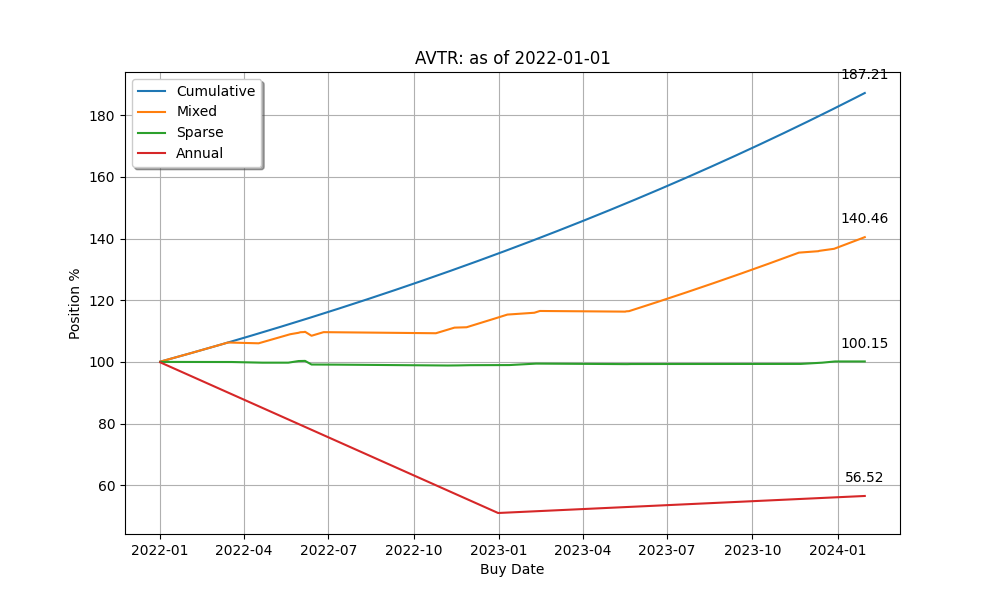 AVTR: as of 2022-01-01
187.21
Cumulative
Mixed
Sparse
Annual
140.46
100.15
56.52
180
160
140
120
100
80
60
Position %
2022-01 2022-04 2022-07 2022-10 2023-01 2023-04 2023-07 2023-10 2024-01
Buy Date